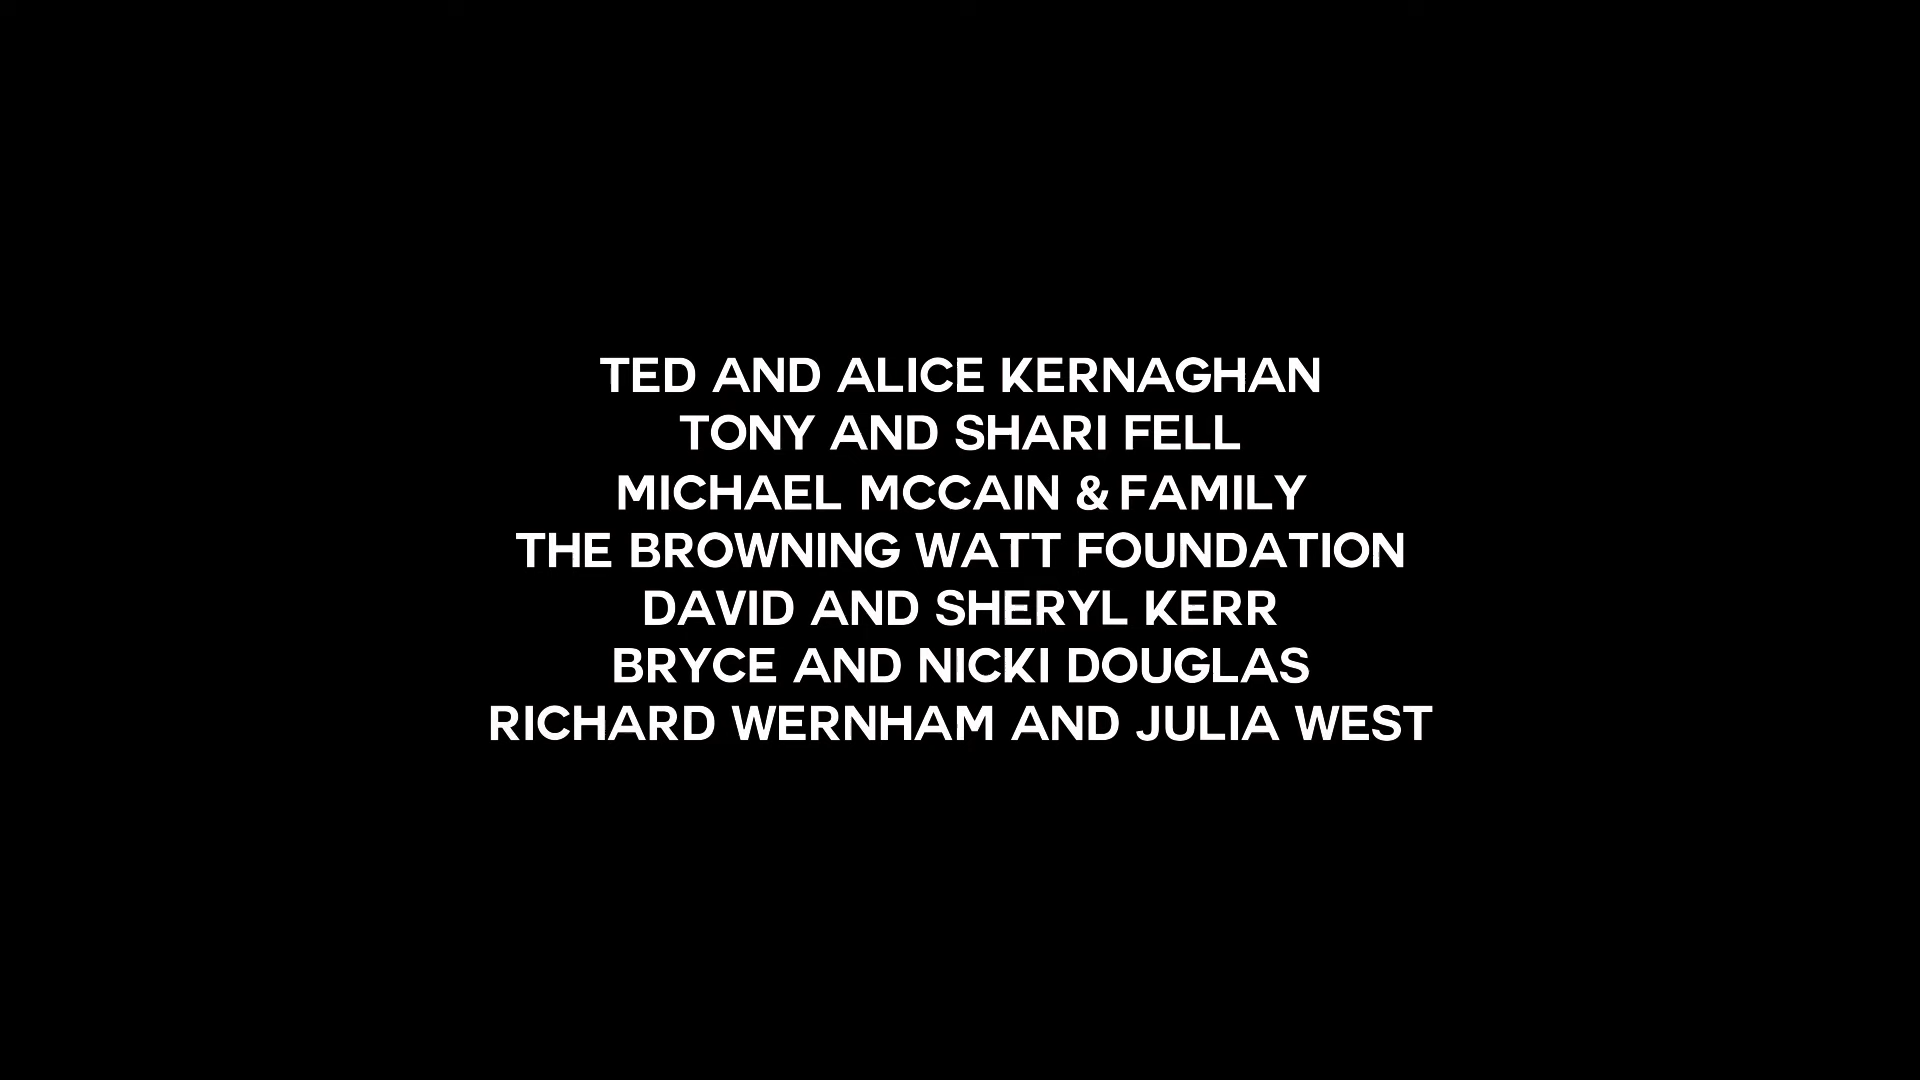 TED AND ALICE KERNAGHAN
TONY AND SHARI FELL
MICHAEL MCCAIN & FAMILY
THE BROWNING WATT FOUNDATION
DAVID AND SHERYL KERR
BRYCE AND NICKI DOUGLAS
RICHARD WERNHAM AND JULIA WEST